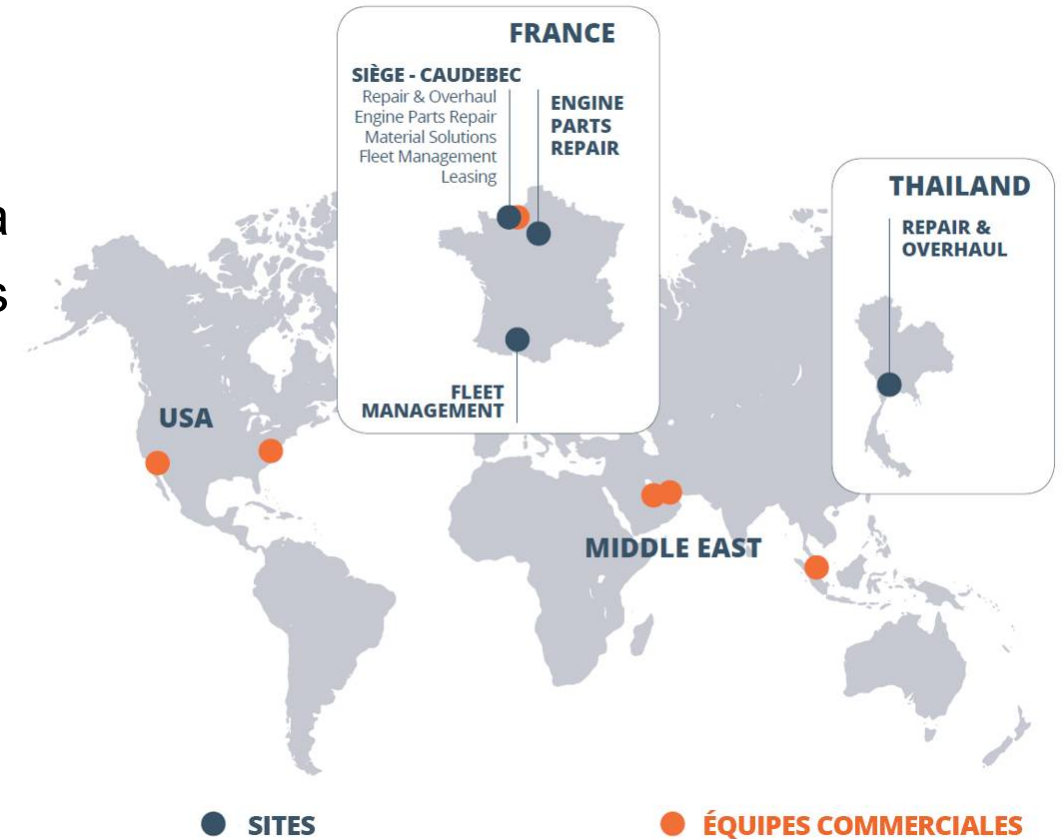 FRANCE
SIÈGE - CAUDEBEC
Repair & Overhaul
Engine Parts Repair
Material Solutions
Fleet Management
Leasing
ENGINE
PARTS
REPAIR
FLEET
MANAGEMENT
THAILAND
REPAIR &
OVERHAUL
a
s
USA
MIDDLE EAST
SITES
ÉQUIPES COMMERCIALES